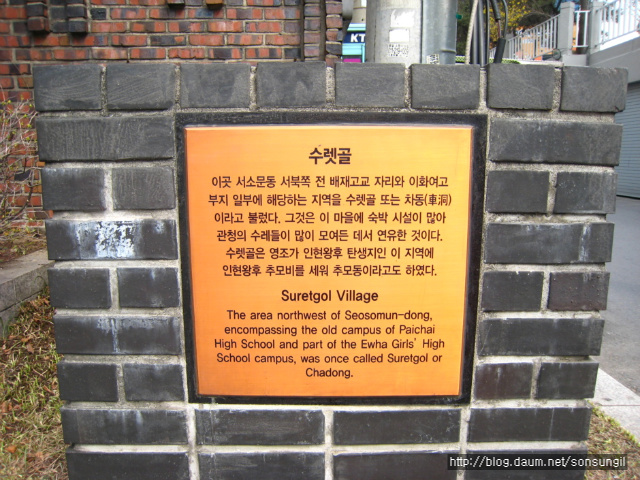 KT
수렛골
이곳 서소문동 서북쪽 전 배재고교 자리와 이화여고
부지 일부에 해당하는 지역을 수렛골 또는 차동(車洞)
이라고 불렀다. 그것은 이 마을에 숙박 시설이 많아
관청의 수레들이 많이 모여든 데서 연유한 것이다.
수렛골은 영조가 인현왕후 탄생지인 이 지역에
인현왕후 추모비를 세워 추모동이라고도 하였다.
Suretgol Village
The area northwest of Seosomun-dong,
encompassing the old campus of Paichai
High School and part of the Ewha Girls' High
School campus, was once called Suretgol or
Chadong.
http://blog.daum.net/sonsungil